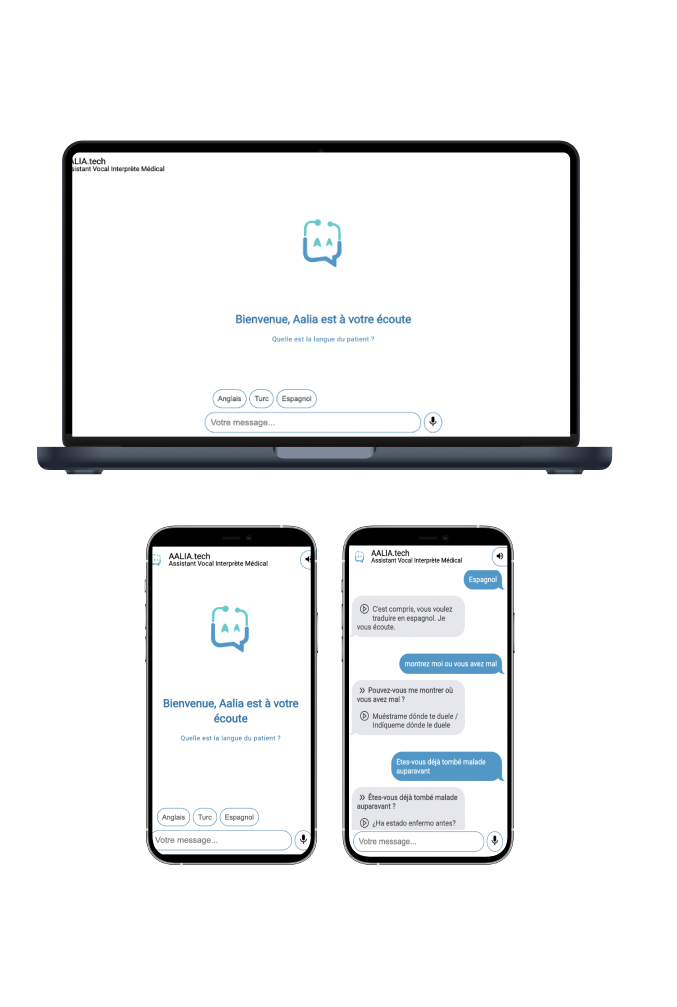 ALIA.tech
sistant Vocal Interprète Médical
A A
Bienvenue, Aalia est à votre écoute
Quelle est la langue du patient ?
Anglais Turc Espagnol
Votre message...
AALIA.tech
Assistant Vocal Interprète Médical
A A
Bienvenue, Aalia est à votre
écoute
Quelle est la langue du patient ?
Anglais Turc Espagnol
Votre message...
AALIA.tech
Assistant Vocal Interprète Médical
Espagnol
C'est compris, vous voulez
traduire en espagnol. Je
vous écoute.
montrez moi ou vous avez mal
Pouvez-vous me montrer où
vous avez mal ?
Muéstrame dónde te duele /
Indíqueme dónde le duele
Etes-vous déjà tombé malade
auparavant
Êtes-vous déjà tombé malade
auparavant ?
¿Ha estado enfermo antes?
Votre message...